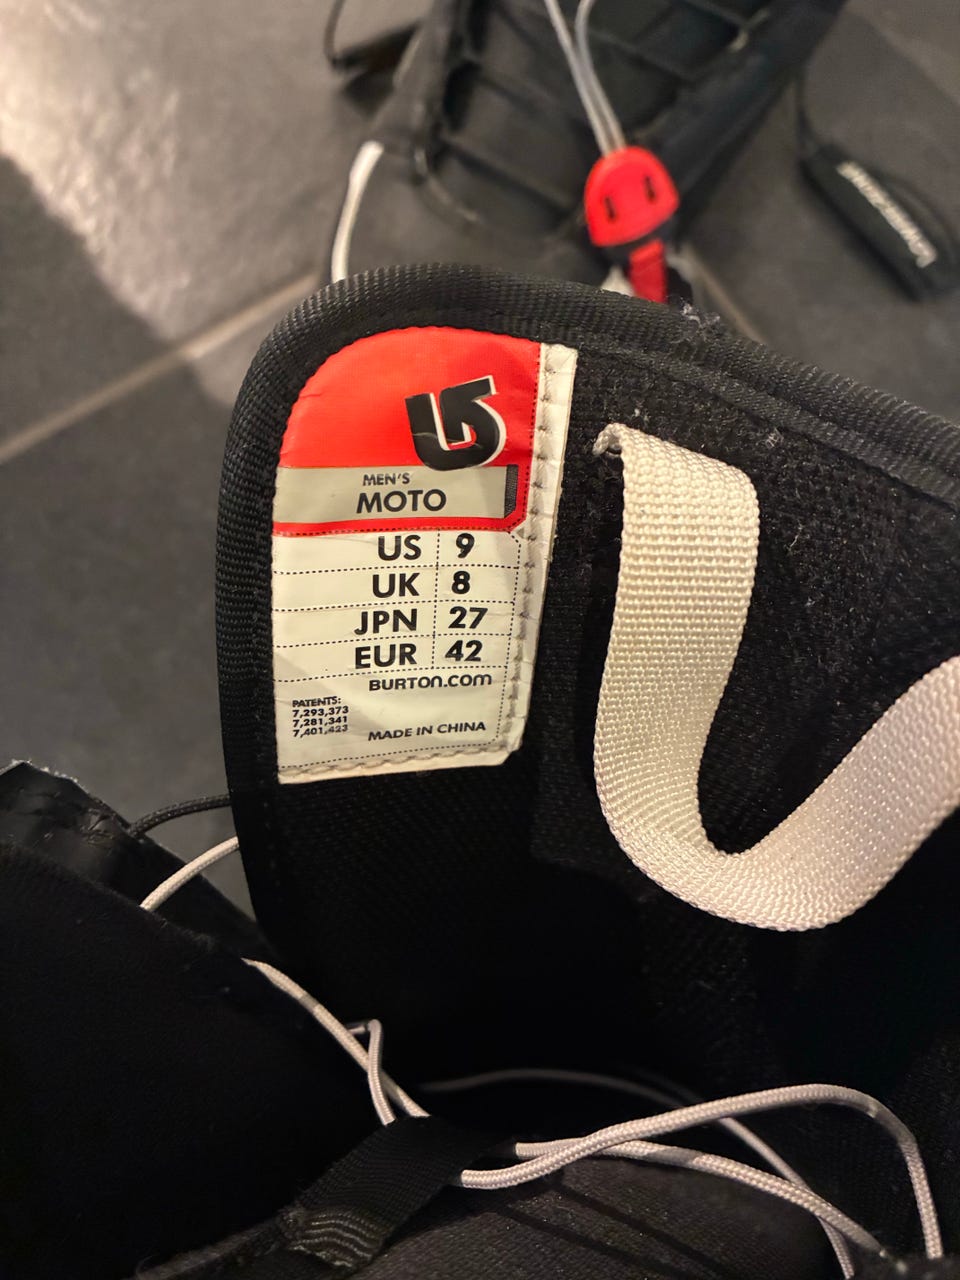 MEN'S
MOTO
US 9
UK 8
JPN 27
EUR 42
BURTON.COM
PATENTS:
7,293,373
7,281,341
7,401,423
MADE IN CHINA